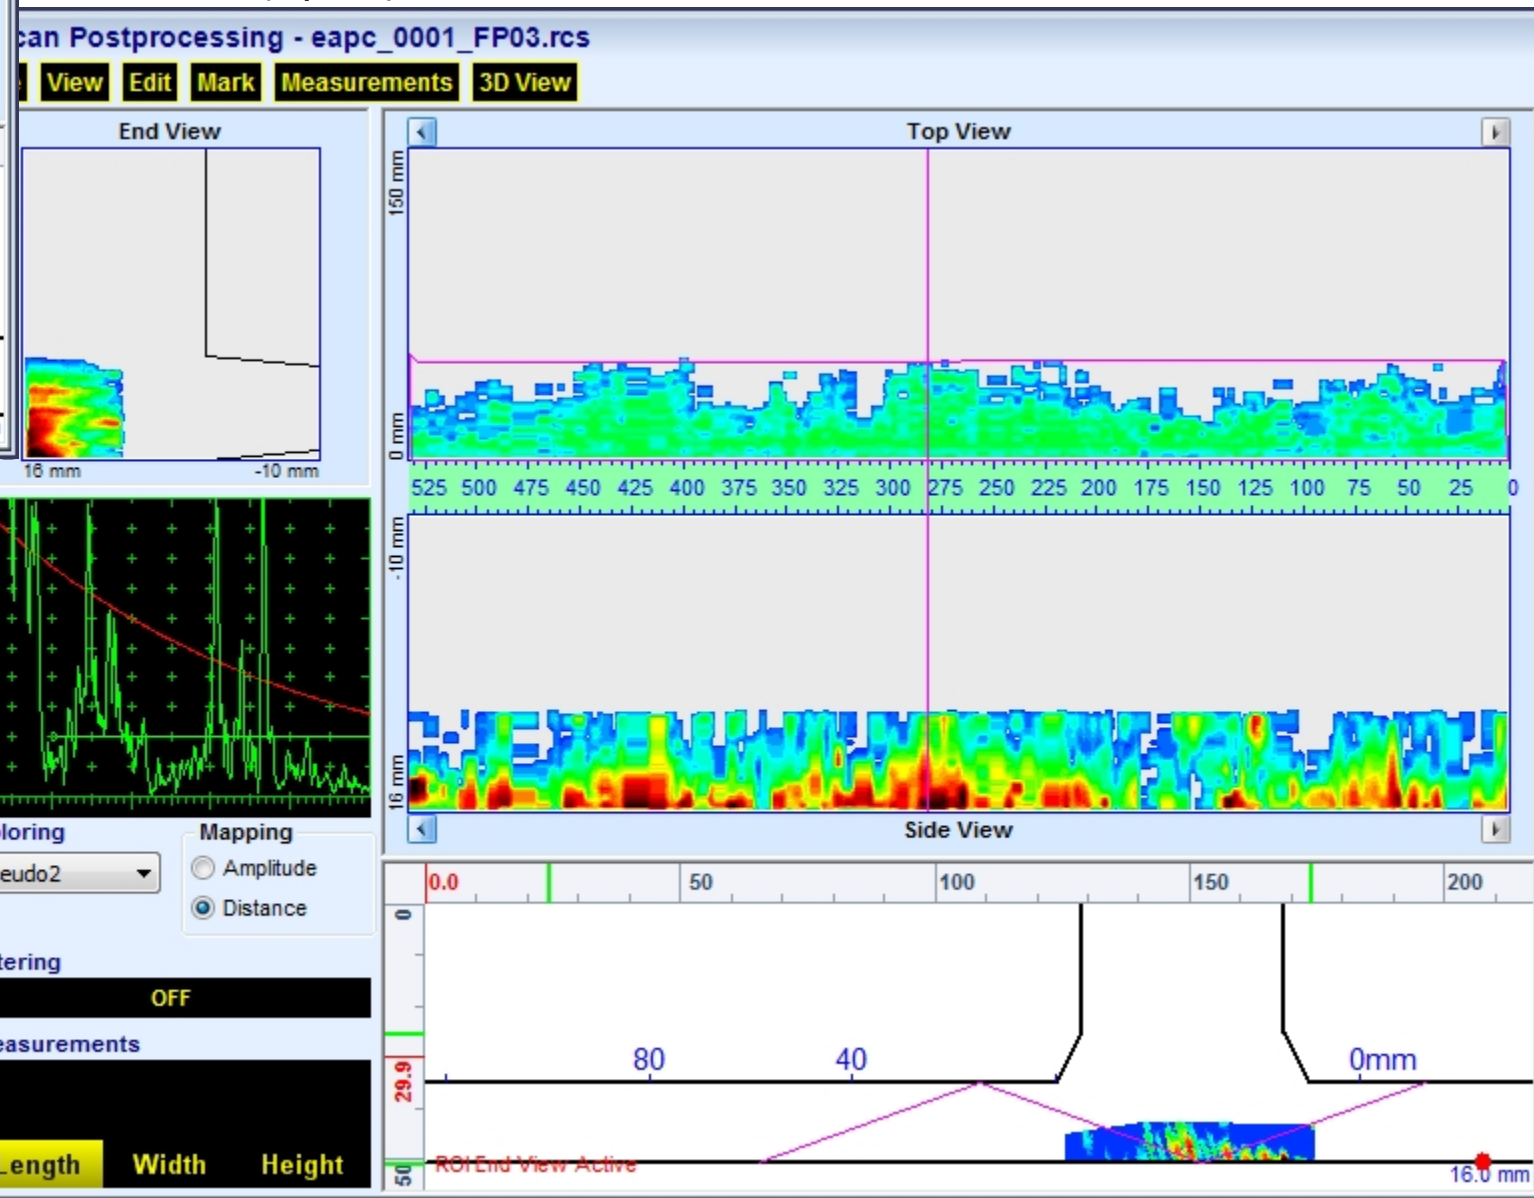 can Postprocessing - eapc_0001_FP03.rcs
View Edit Mark Measurements 3D View
End View
16 mm -10 mm
Top View
150 mm
0 mm
525 500 475 450 425 400 375 350 325 300 275 250 225 200 175 150 125 100 75 50 25 0
-10 mm
16 mm
Side View
loring
eudo2
Mapping
Amplitude
Distance
tering
OFF
easurements
Length Width Height
0.0 50 100 150 200
0
29.9
50
80 40 0mm
ROI End View Active
16.0 mm